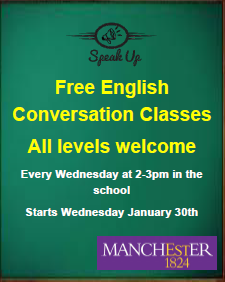 Speak Up
Free English
Conversation Classes
All levels welcome
Every Wednesday at 2-3pm in the
school
Starts Wednesday January 30th
MANCHESTER
1824